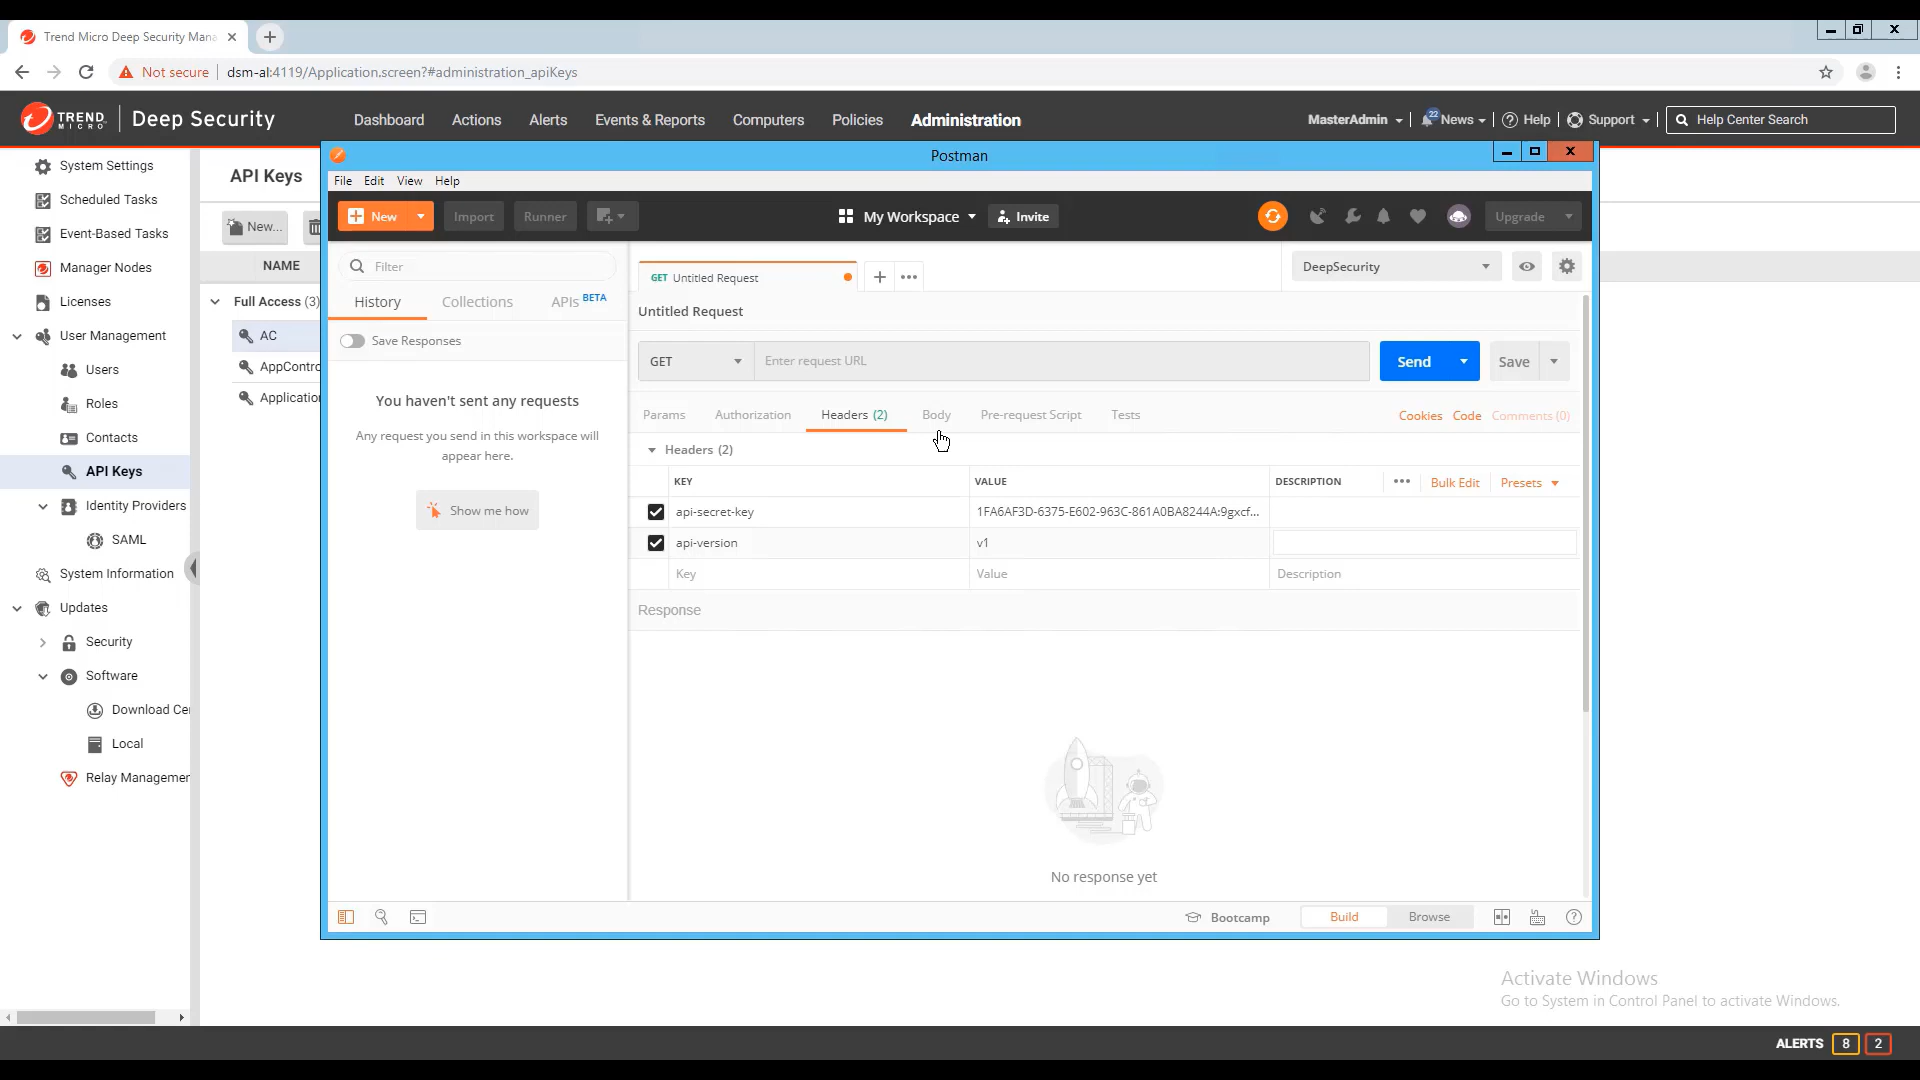 Trend Micro Deep Security Mana
Not secure dsm-al:4119/Application.screen?#administration_apiKeys
TREND MICRO Deep Security
Dashboard Actions Alerts Events & Reports Computers Policies Administration
MasterAdmin 22 News Help Support Help Center Search
System Settings
Scheduled Tasks
Event-Based Tasks
Manager Nodes
Licenses
User Management
Users
Roles
Contacts
API Keys
Identity Providers
SAML
System Information
Updates
Security
Software
Download Cer
Local
Relay Managemer
API Keys
New...
NAME
Full Access (3)
AC
AppContro
Applicatio
Postman
File Edit View Help
New Import Runner My Workspace Invite Upgrade
Filter
History Collections APIs BETA
Save Responses
You haven't sent any requests
Any request you send in this workspace will
appear here.
Show me how
GET Untitled Request
DeepSecurity
Untitled Request
GET Enter request URL Send Save
Params Authorization Headers (2) Body Pre-request Script Tests Cookies Code Comments (0)
Headers (2)
KEY VALUE DESCRIPTION Bulk Edit Presets
api-secret-key 1FA6AF3D-6375-E602-963C-861A0BA8244A:9gxcf...
api-version v1
Key Value Description
Response
No response yet
Bootcamp Build Browse
Activate Windows
Go to System in Control Panel to activate Windows.
ALERTS 8 2